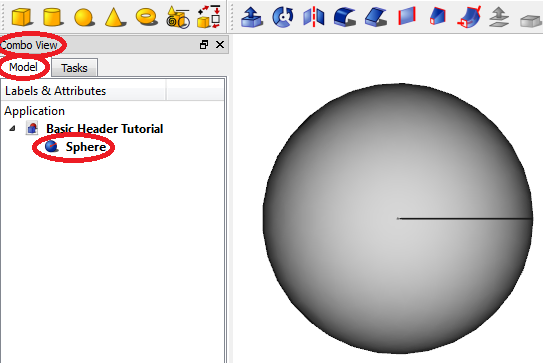 Combo View
Model Tasks
Labels & Attributes
Application
Basic Header Tutorial
Sphere